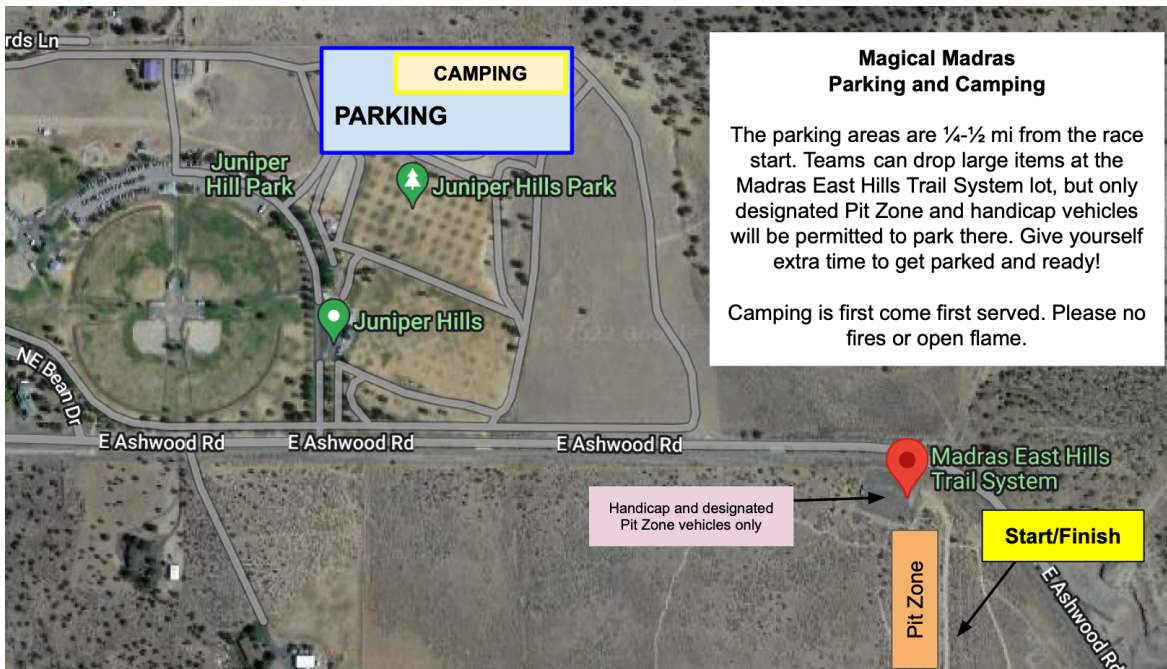 rds Ln
CAMPING
PARKING
Juniper
Hill Park
Juniper Hills Park
Juniper Hills
NE Bean Dr
E Ashwood Rd
E Ashwood Rd
E Ashwood Rd
Magical Madras
Parking and Camping
The parking areas are ¼-½ mi from the race
start. Teams can drop large items at the
Madras East Hills Trail System lot, but only
designated Pit Zone and handicap vehicles
will be permitted to park there. Give yourself
extra time to get parked and ready!
Camping is first come first served. Please no
fires or open flame.
Madras East Hills
Trail System
Handicap and designated
Pit Zone vehicles only
Start/Finish
Pit Zone
E Ashwood Rd